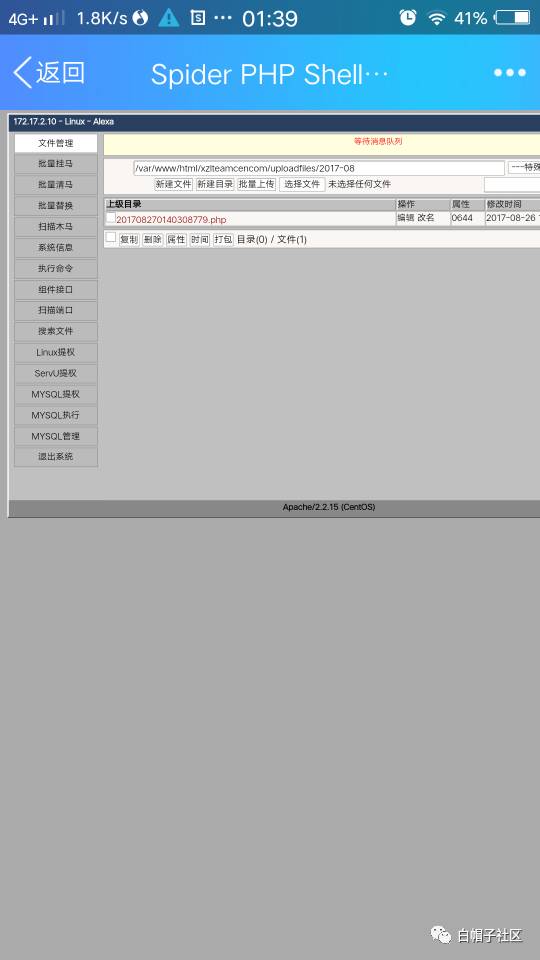 4G+ 1.8K/s ··· 01:39 41%
返回 Spider PHP Shell··· •••
172.17.2.10 - Linux - Alexa
文件管理
批量挂马
批量清马
批量替换
扫描木马
系统信息
执行命令
组件接口
扫描端口
搜索文件
Linux提权
ServU提权
MYSQL提权
MYSQL执行
MYSQL管理
退出系统
等待消息队列
/var/www/html/xzlteamcencom/uploadfiles/2017-08 ---特殊
新建文件 新建目录 批量上传 选择文件 未选择任何文件
上级目录 操作 属性 修改时间
201708270140308779.php 编辑 改名 0644 2017-08-26
复制 删除 属性 时间 打包 目录(0) / 文件(1)
Apache/2.2.15 (CentOS)
白帽子社区